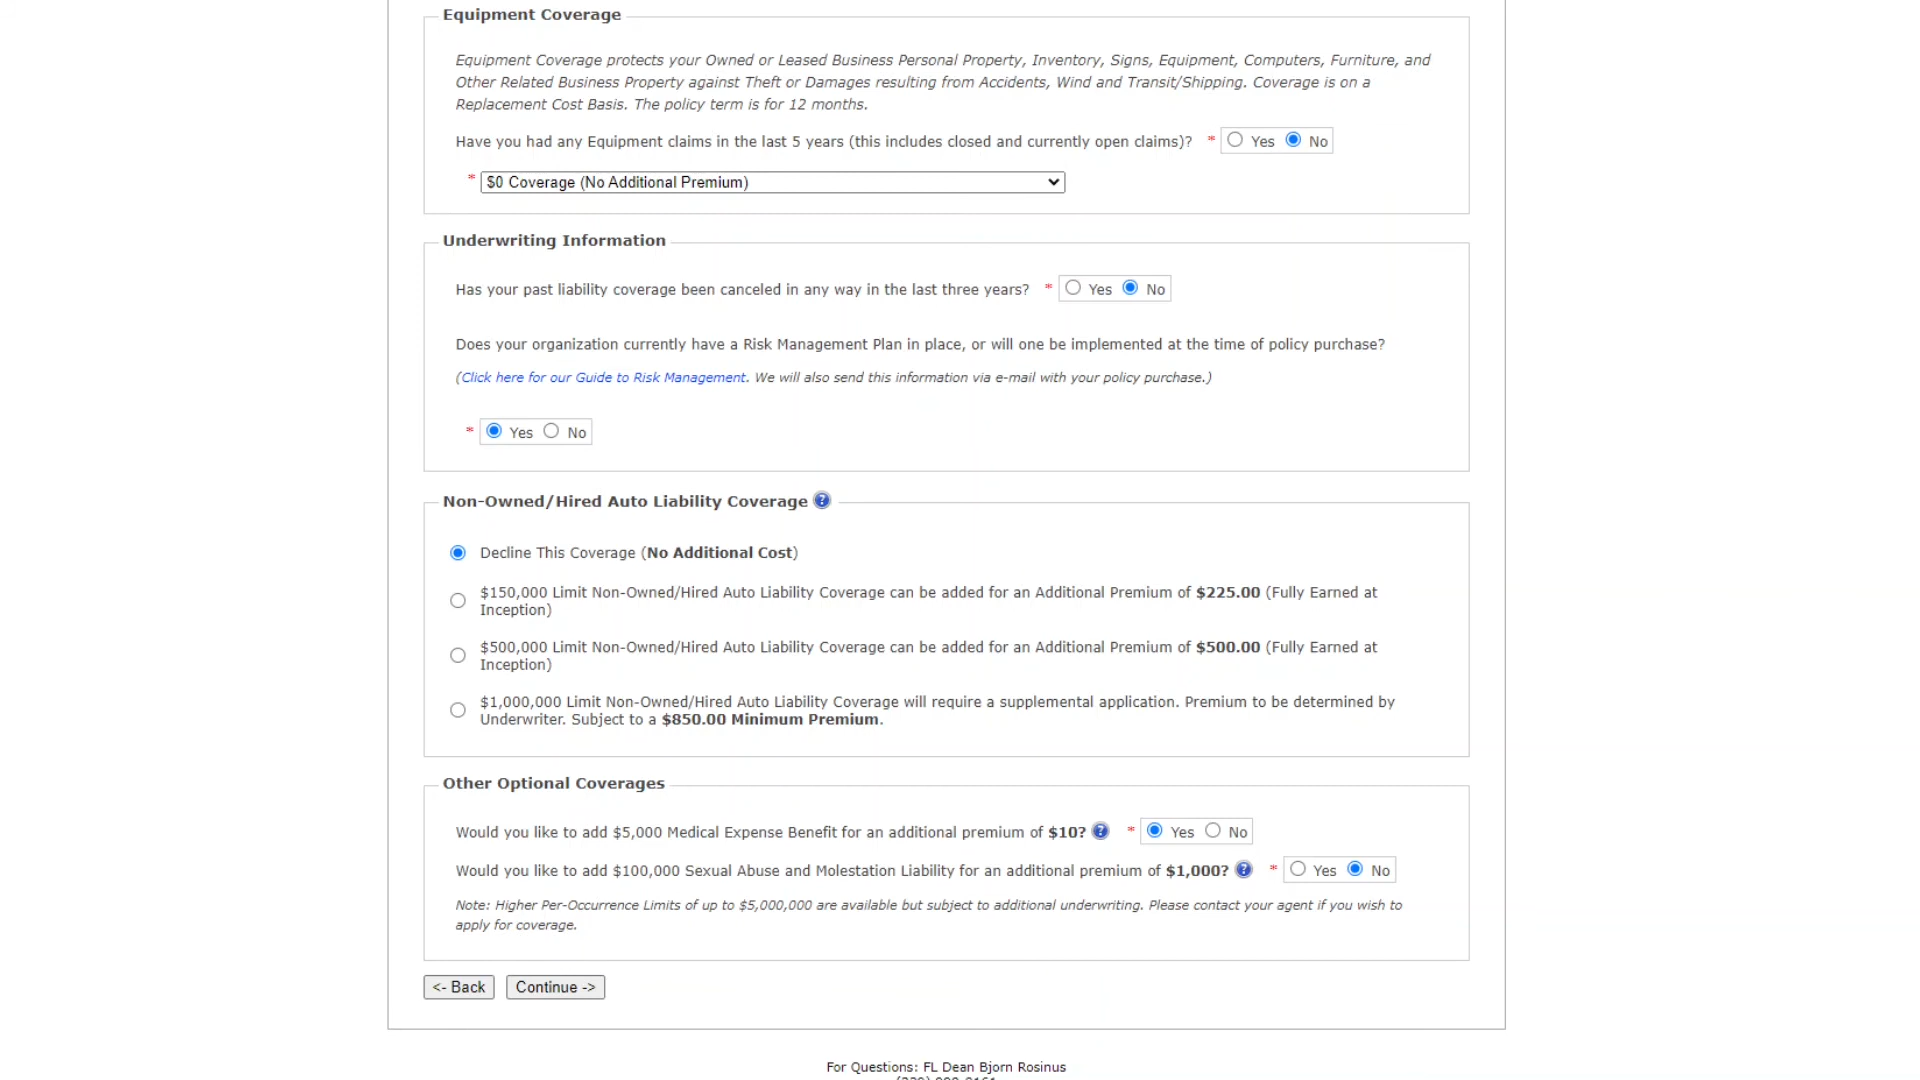 Equipment Coverage
Equipment Coverage protects your Owned or Leased Business Personal Property, Inventory, Signs, Equipment, Computers, Furniture, and
Other Related Business Property against Theft or Damages resulting from Accidents, Wind and Transit/Shipping. Coverage is on a
Replacement Cost Basis. The policy term is for 12 months.
Have you had any Equipment claims in the last 5 years (this includes closed and currently open claims)? * Yes No
* $0 Coverage (No Additional Premium)
Underwriting Information
Has your past liability coverage been canceled in any way in the last three years? * Yes No
Does your organization currently have a Risk Management Plan in place, or will one be implemented at the time of policy purchase?
(Click here for our Guide to Risk Management. We will also send this information via e-mail with your policy purchase.)
* Yes No
Non-Owned/Hired Auto Liability Coverage ?
Decline This Coverage (No Additional Cost)
$150,000 Limit Non-Owned/Hired Auto Liability Coverage can be added for an Additional Premium of $225.00 (Fully Earned at
Inception)
$500,000 Limit Non-Owned/Hired Auto Liability Coverage can be added for an Additional Premium of $500.00 (Fully Earned at
Inception)
$1,000,000 Limit Non-Owned/Hired Auto Liability Coverage will require a supplemental application. Premium to be determined by
Underwriter. Subject to a $850.00 Minimum Premium.
Other Optional Coverages
Would you like to add $5,000 Medical Expense Benefit for an additional premium of $10? ? * Yes No
Would you like to add $100,000 Sexual Abuse and Molestation Liability for an additional premium of $1,000? ? * Yes No
Note: Higher Per-Occurrence Limits of up to $5,000,000 are available but subject to additional underwriting. Please contact your agent if you wish to
apply for coverage.
<- Back Continue ->
For Questions: FL Dean Bjorn Rosinus